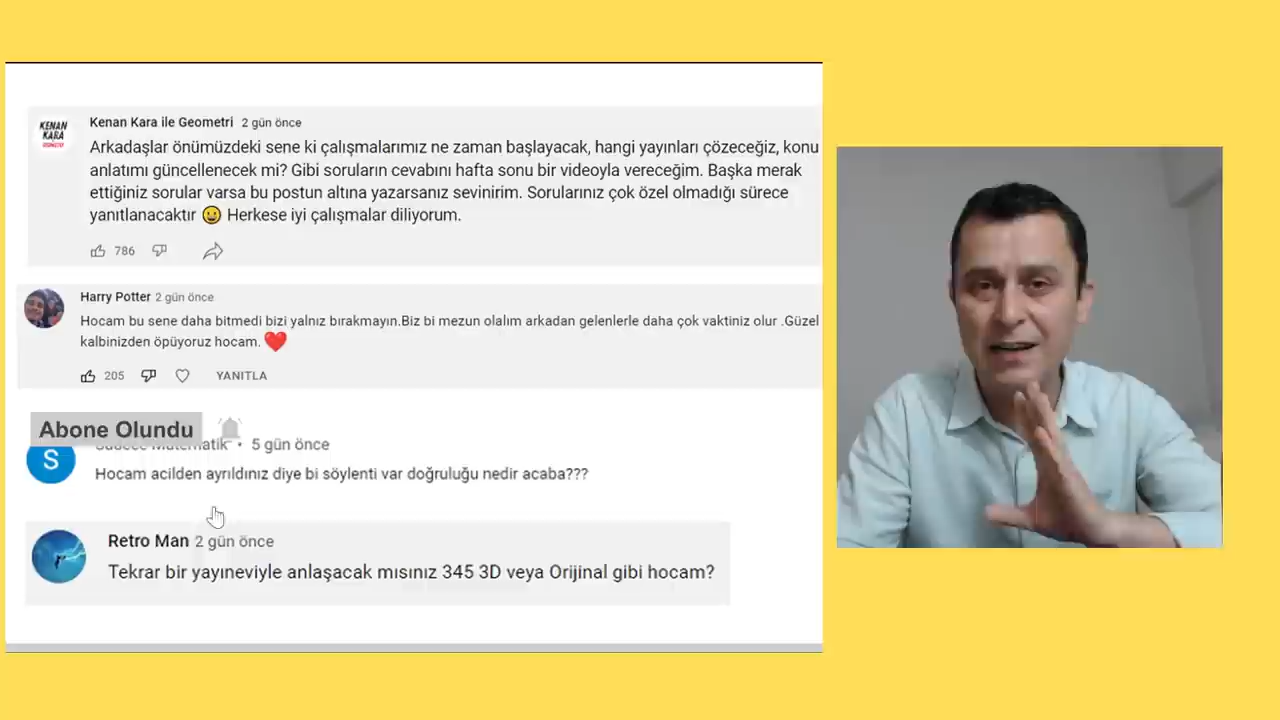 KENAN
KARA
Kenan Kara ile Geometri 2 gün önce
Arkadaşlar önümüzdeki sene ki çalışmalarımız ne zaman başlayacak, hangi yayınları çözeceğiz, konu
anlatımı güncellenecek mi? Gibi soruların cevabını hafta sonu bir videoyla vereceğim. Başka merak
ettiğiniz sorular varsa bu postun altına yazarsanız sevinirim. Sorularınız çok özel olmadığı sürece
yanıtlanacaktır 😀 Herkese iyi çalışmalar diliyorum.
786
Harry Potter 2 gün önce
Hocam bu sene daha bitmedi bizi yalnız bırakmayın.Biz bi mezun olalım arkadan gelenlerle daha çok vaktiniz olur .Güzel
kalbinizden öpüyoruz hocam. ❤️
205 YANITLA
Abone Olundu
• 5 gün önce
S
Hocam acilden ayrıldınız diye bi söylenti var doğruluğu nedir acaba???
Retro Man 2 gün önce
Tekrar bir yayıneviyle anlaşacak mısınız 345 3D veya Orijinal gibi hocam?